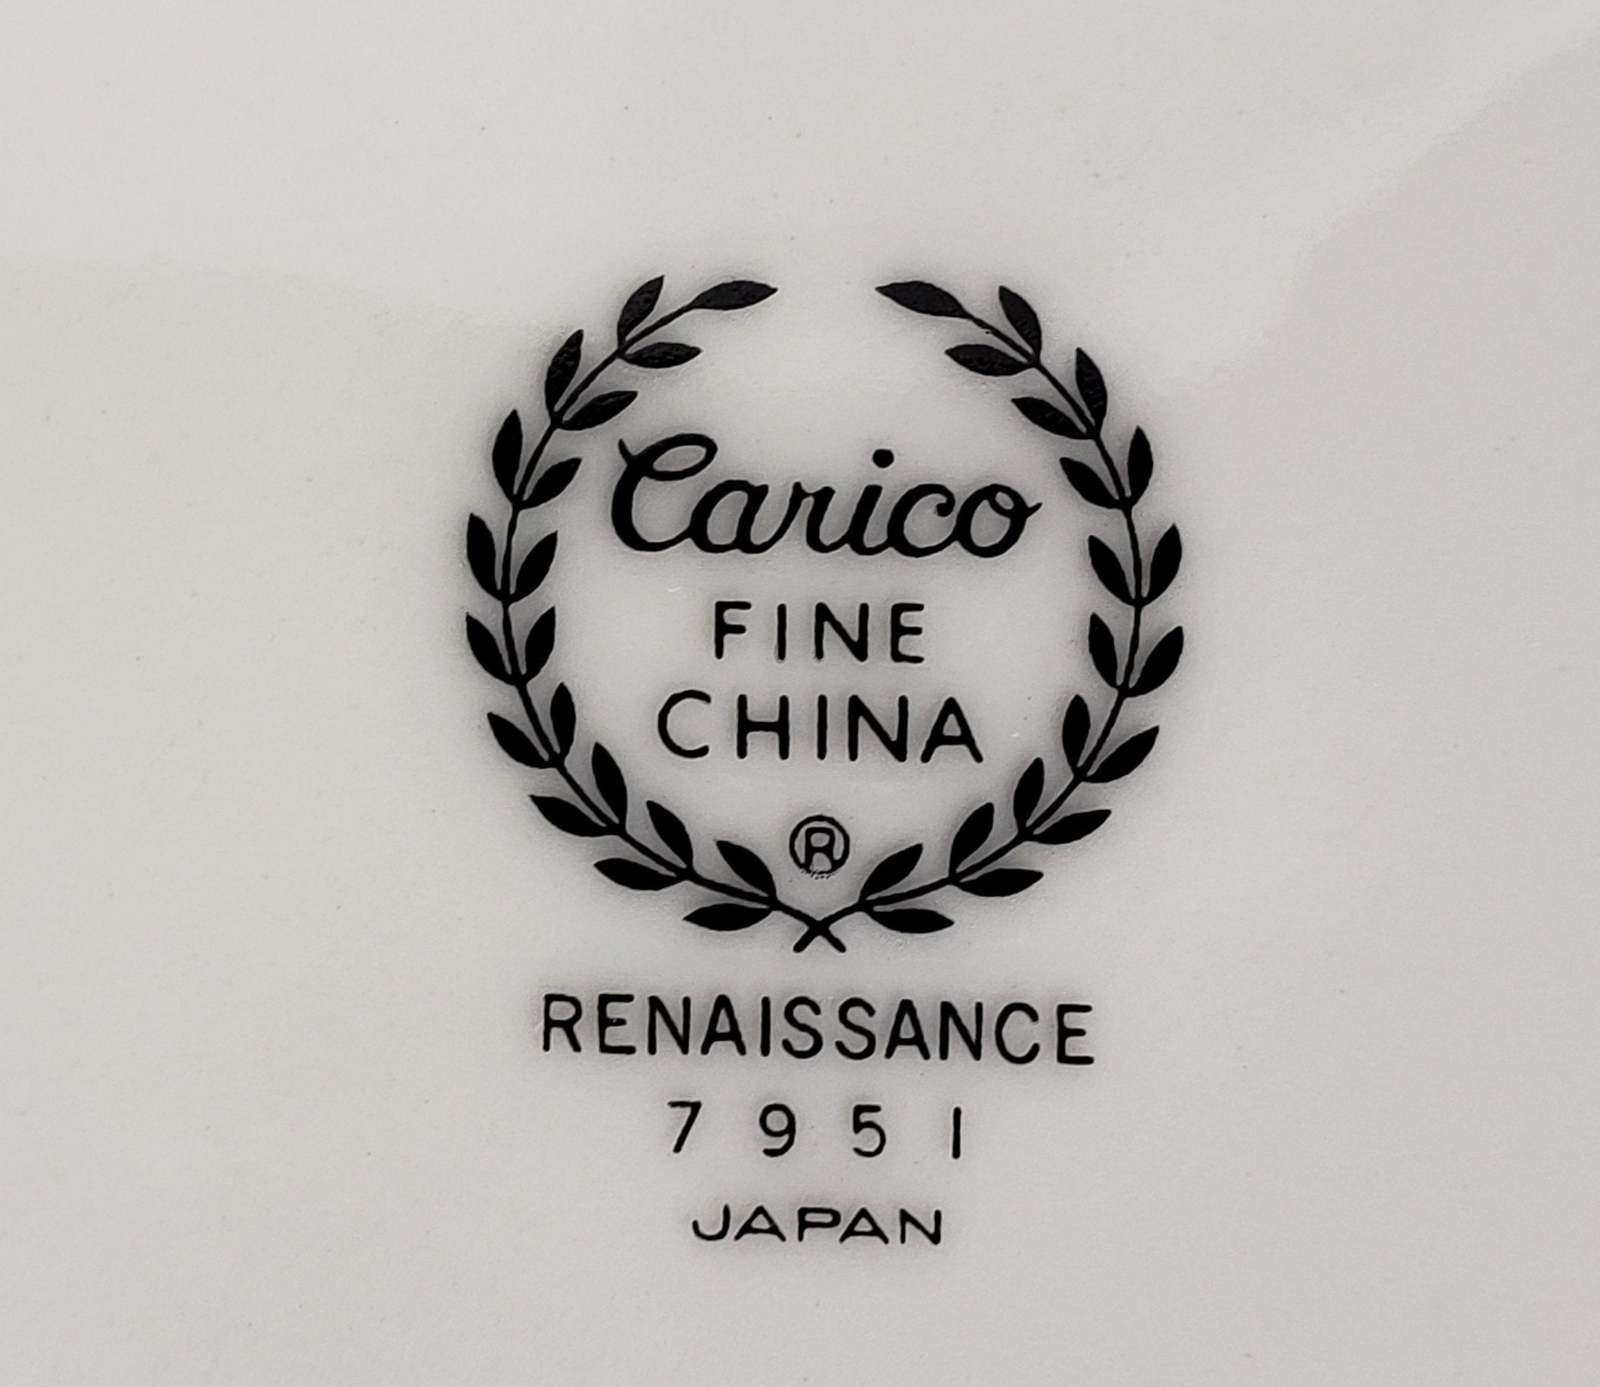 Carico
FINE
CHINA
®
RENAISSANCE
7951
JAPAN